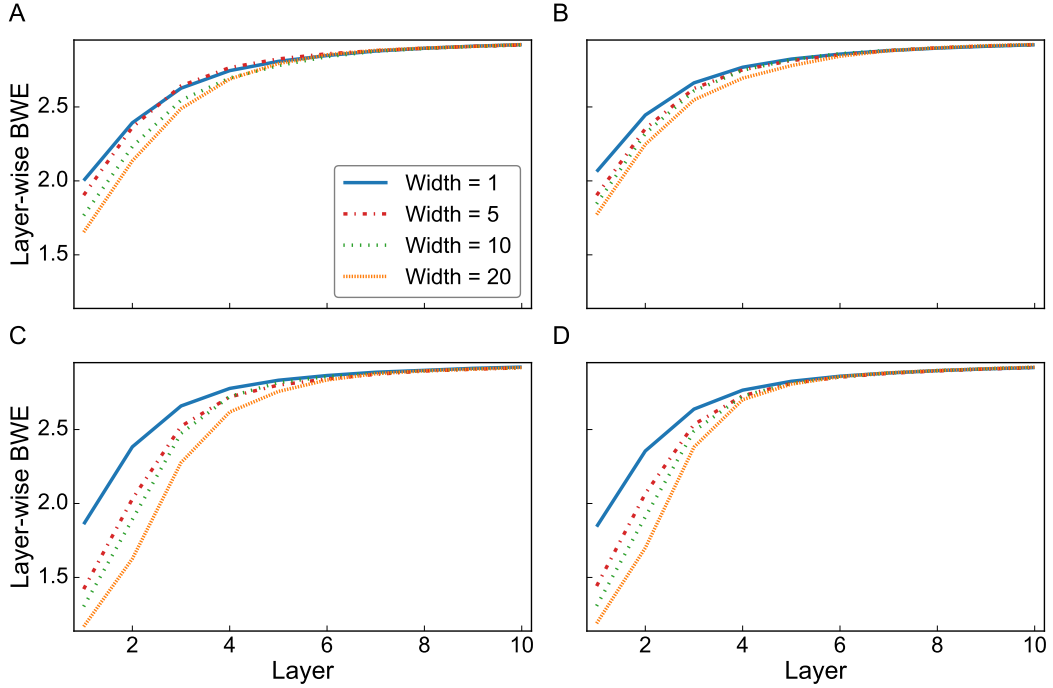 A
B
Layer-wise BWE
2.5
2.0
1.5
Width = 1
Width = 5
Width = 10
Width = 20
C
D
Layer-wise BWE
2.5
2.0
1.5
2 4 6 8 10
2 4 6 8 10
Layer
Layer